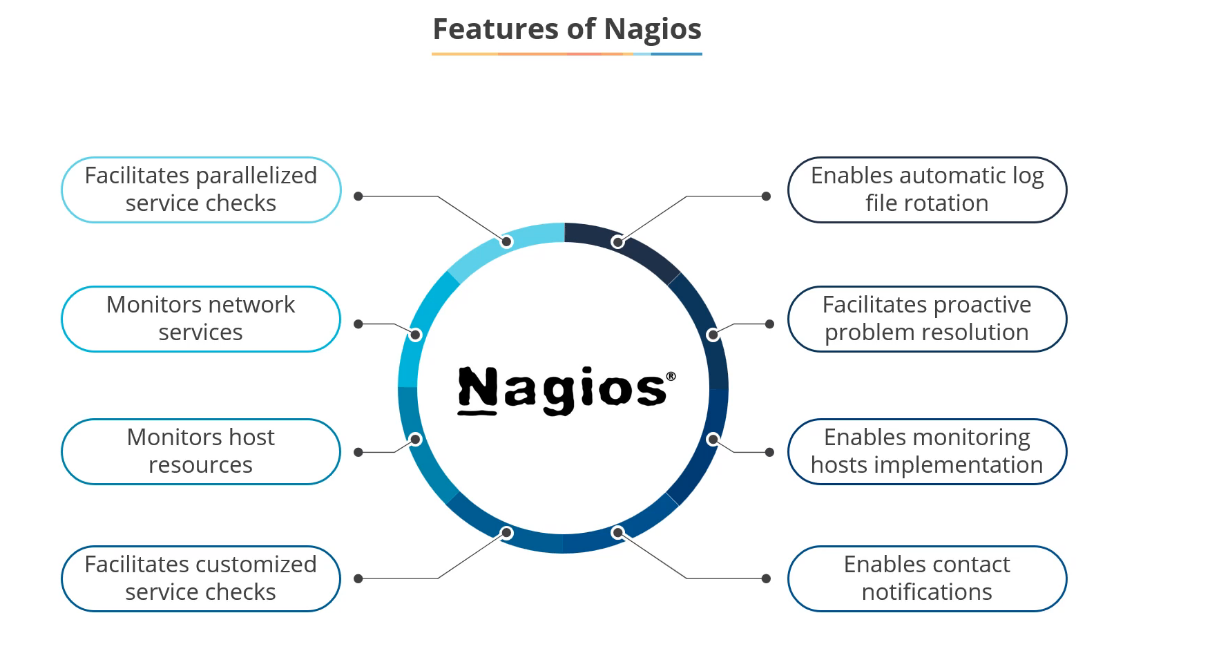 Features of Nagios
Facilitates parallelized
service checks
Monitors network
services
Monitors host
resources
Facilitates customized
service checks
Nagios®
Enables automatic log
file rotation
Facilitates proactive
problem resolution
Enables monitoring
hosts implementation
Enables contact
notifications